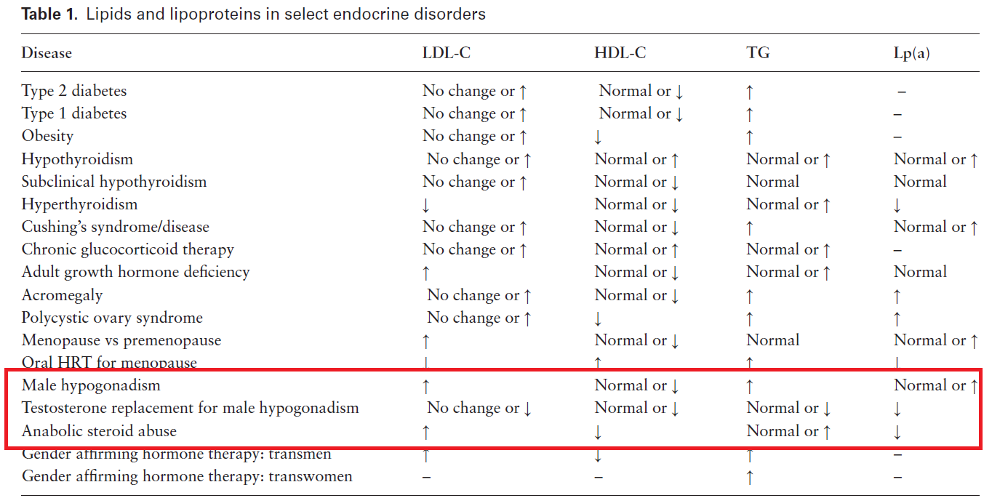 Table 1. Lipids and lipoproteins in select endocrine disorders
Disease LDL-C HDL-C TG Lp(a)
Type 2 diabetes No change or ↑ Normal or ↓ ↑ –
Type 1 diabetes No change or ↑ Normal or ↓ ↑ –
Obesity No change or ↑ ↓ ↑ –
Hypothyroidism No change or ↑ Normal or ↑ Normal or ↑ Normal or ↑
Subclinical hypothyroidism No change or ↑ Normal or ↓ Normal Normal
Hyperthyroidism ↓ Normal or ↓ Normal or ↑ ↓
Cushing's syndrome/disease No change or ↑ Normal or ↓ ↑ Normal or ↑
Chronic glucocorticoid therapy No change or ↑ Normal or ↑ Normal or ↑ –
Adult growth hormone deficiency ↑ Normal or ↓ Normal or ↑ Normal
Acromegaly No change or ↑ Normal or ↓ ↑ ↑
Polycystic ovary syndrome No change or ↑ ↓ ↑ ↑
Menopause vs premenopause ↑ Normal or ↓ Normal Normal or ↑
Oral HRT for menopause ↓ ↑ ↑ ↓
Male hypogonadism ↑ Normal or ↓ ↑ Normal or ↑
Testosterone replacement for male hypogonadism No change or ↓ Normal or ↓ Normal or ↓ ↓
Anabolic steroid abuse ↑ ↓ Normal or ↑ ↓
Gender affirming hormone therapy: transmen ↑ ↓ ↑ –
Gender affirming hormone therapy: transwomen – – ↑ –